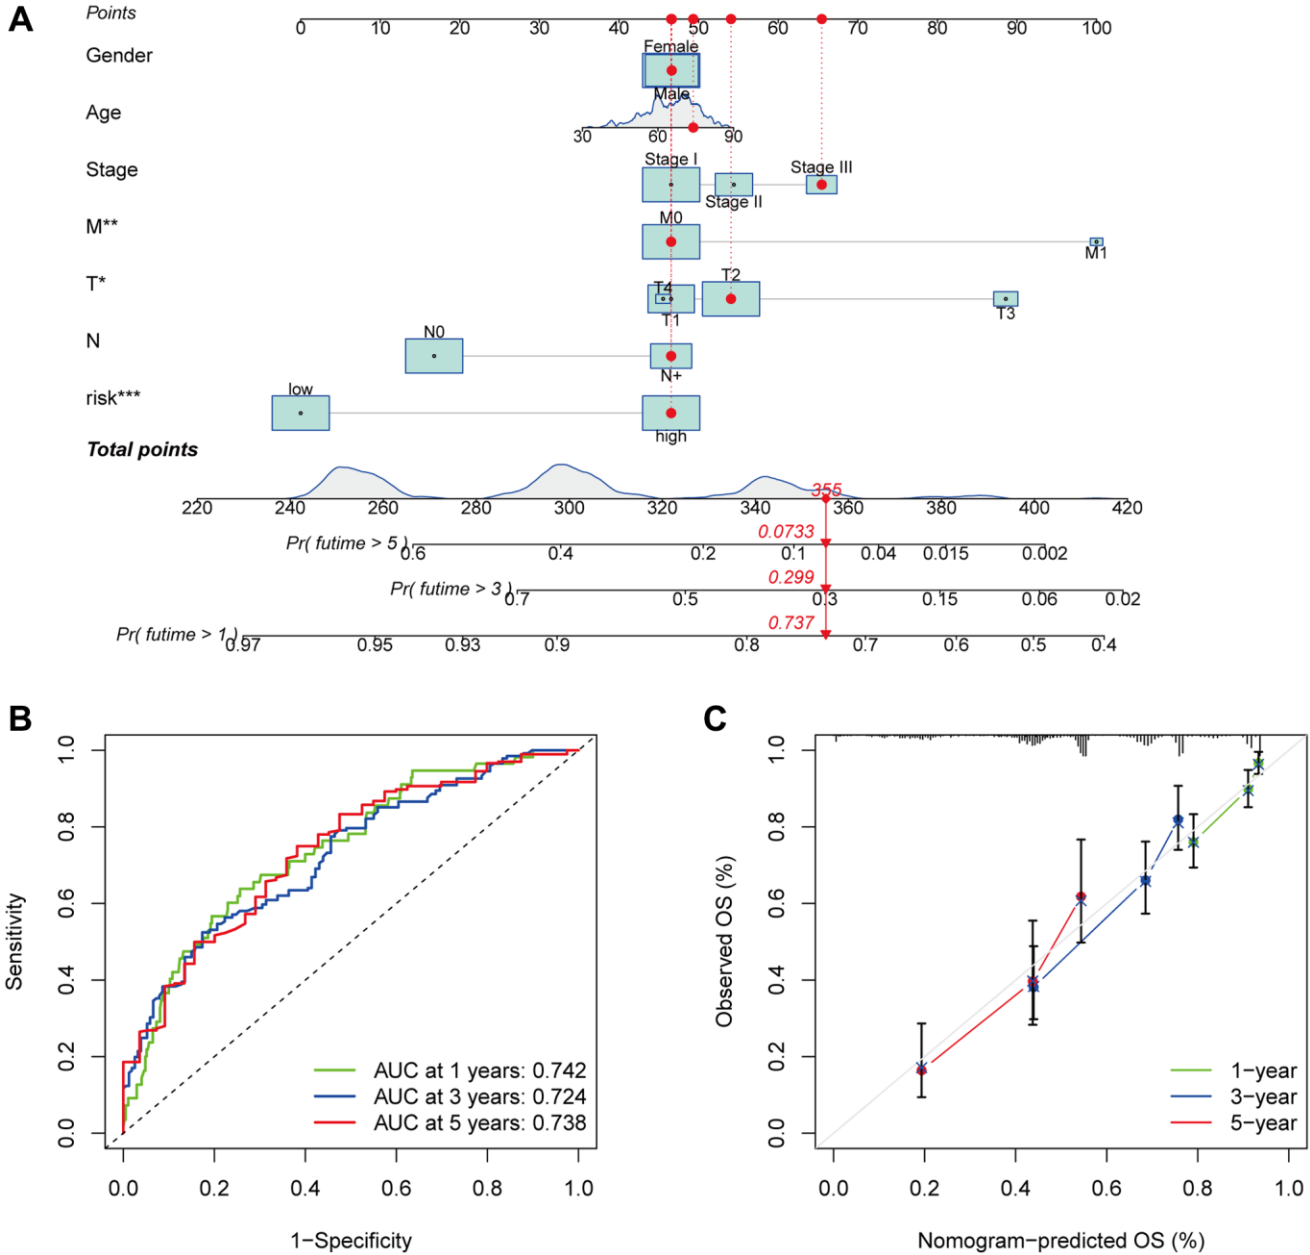 A
Points
0 10 20 30 40 50 60 70 80 90 100
Gender
Female
Male
Age
30 60 90
Stage
Stage I
Stage II
Stage III
M**
M0
M1
T*
T4
T1
T2
T3
N
N0
N+
risk***
low
high
Total points
355
220 240 260 280 300 320 340 360 380 400 420
0.0733
Pr( futime > 5 )
0.6 0.4 0.2 0.1 0.04 0.015 0.002
0.299
Pr( futime > 3 )
0.7 0.5 0.3 0.15 0.06 0.02
0.737
Pr( futime > 1 )
0.97 0.95 0.93 0.9 0.8 0.7 0.6 0.5 0.4
B
Sensitivity
1.0
0.8
0.6
0.4
0.2
0.0
AUC at 1 years: 0.742
AUC at 3 years: 0.724
AUC at 5 years: 0.738
0.0 0.2 0.4 0.6 0.8 1.0
1−Specificity
C
Observed OS (%)
1.0
0.8
0.6
0.4
0.2
0.0
1−year
3−year
5−year
0.0 0.2 0.4 0.6 0.8 1.0
Nomogram−predicted OS (%)